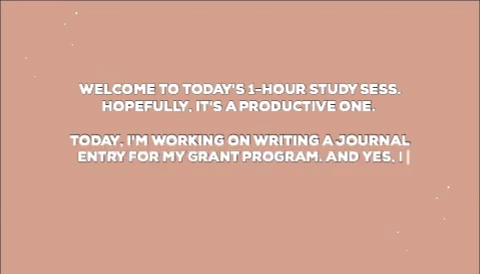 WELCOME TO TODAY'S 1-HOUR STUDY SESS.
HOPEFULLY, IT'S A PRODUCTIVE ONE.
TODAY, I'M WORKING ON WRITING A JOURNAL
ENTRY FOR MY GRANT PROGRAM. AND YES, I